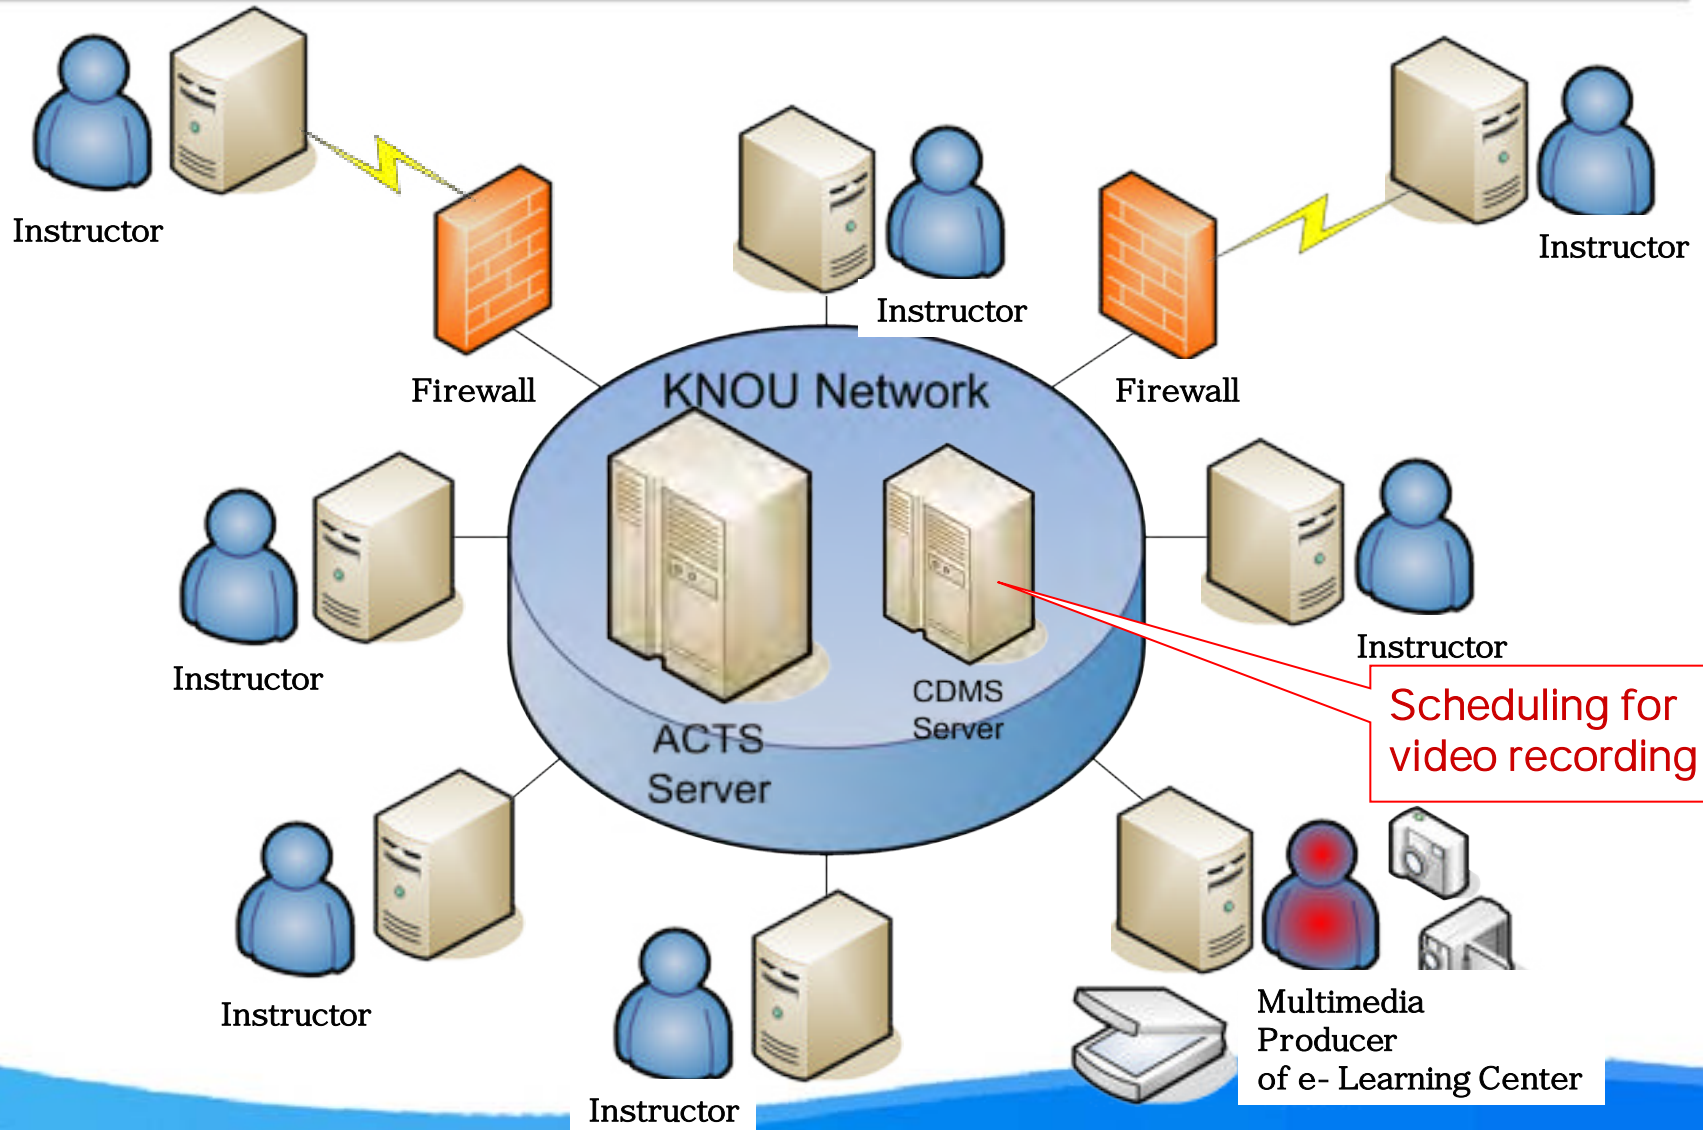 Instructor
Instructor
Instructor
Firewall
KNOU Network
Firewall
Instructor
Instructor
ACTS
Server
CDMS
Server
Scheduling for
video recording
Instructor
Instructor
Multimedia
Producer
of e- Learning Center